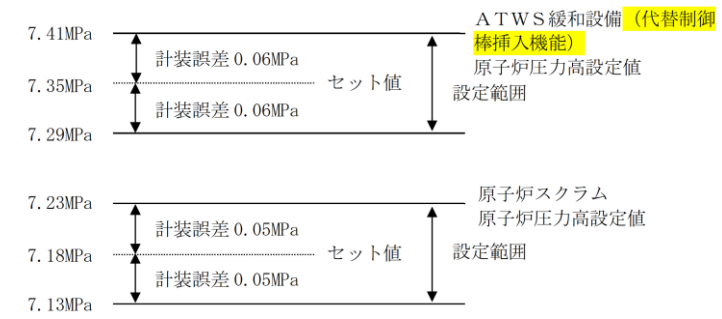 ＡＴＷＳ緩和設備（代替制御
7.41MPa
棒挿入機能）
計装誤差 0.06MPa
原子炉圧力高設定値
7.35MPa
セット値
設定範囲
計装誤差 0.06MPa
7.29MPa
原子炉スクラム
7.23MPa
原子炉圧力高設定値
計装誤差 0.05MPa
7.18MPa
セット値
設定範囲
計装誤差 0.05MPa
7.13MPa